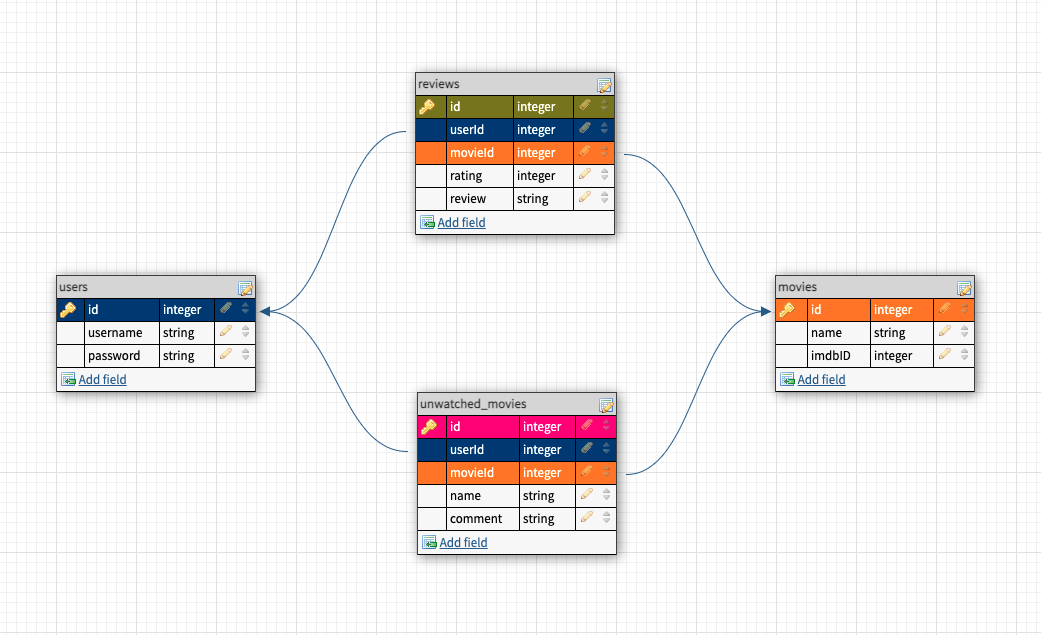 reviews
id integer
userId integer
movieId integer
rating integer
review string
Add field
users
id integer
username string
password string
Add field
movies
id integer
name string
imdbID integer
Add field
unwatched_movies
id integer
userId integer
movieId integer
name string
comment string
Add field